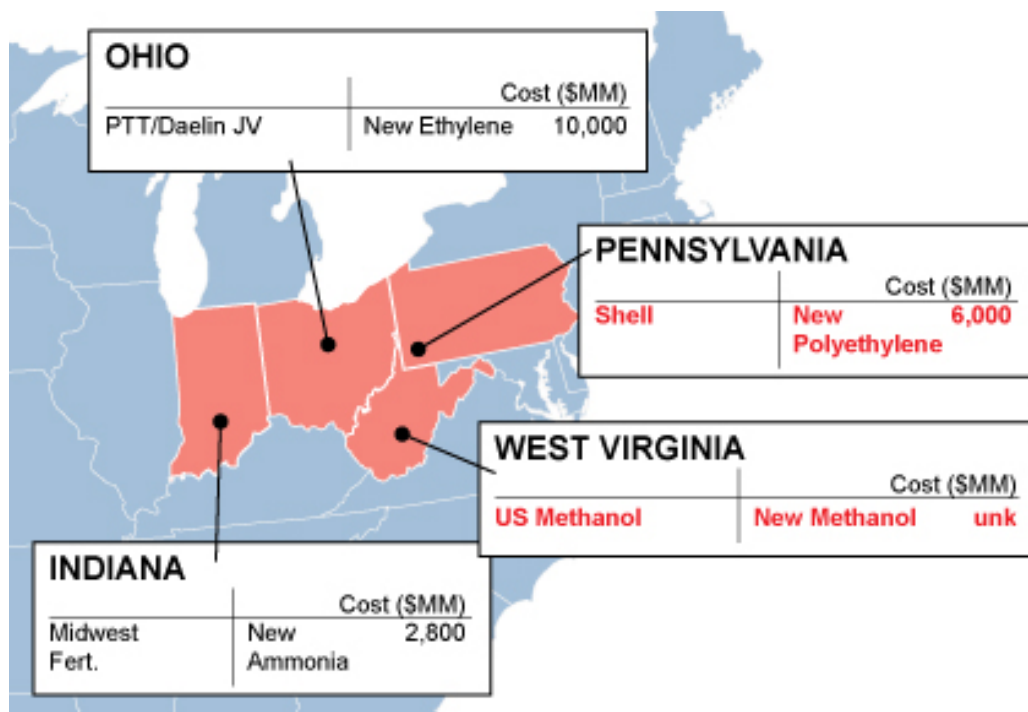 OHIO
Cost ($MM)
PTT/Daelin JV New Ethylene 10,000
PENNSYLVANIA
Cost ($MM)
Shell New 6,000
Polyethylene
WEST VIRGINIA
Cost ($MM)
US Methanol New Methanol unk
INDIANA
Cost ($MM)
Midwest New 2,800
Fert. Ammonia